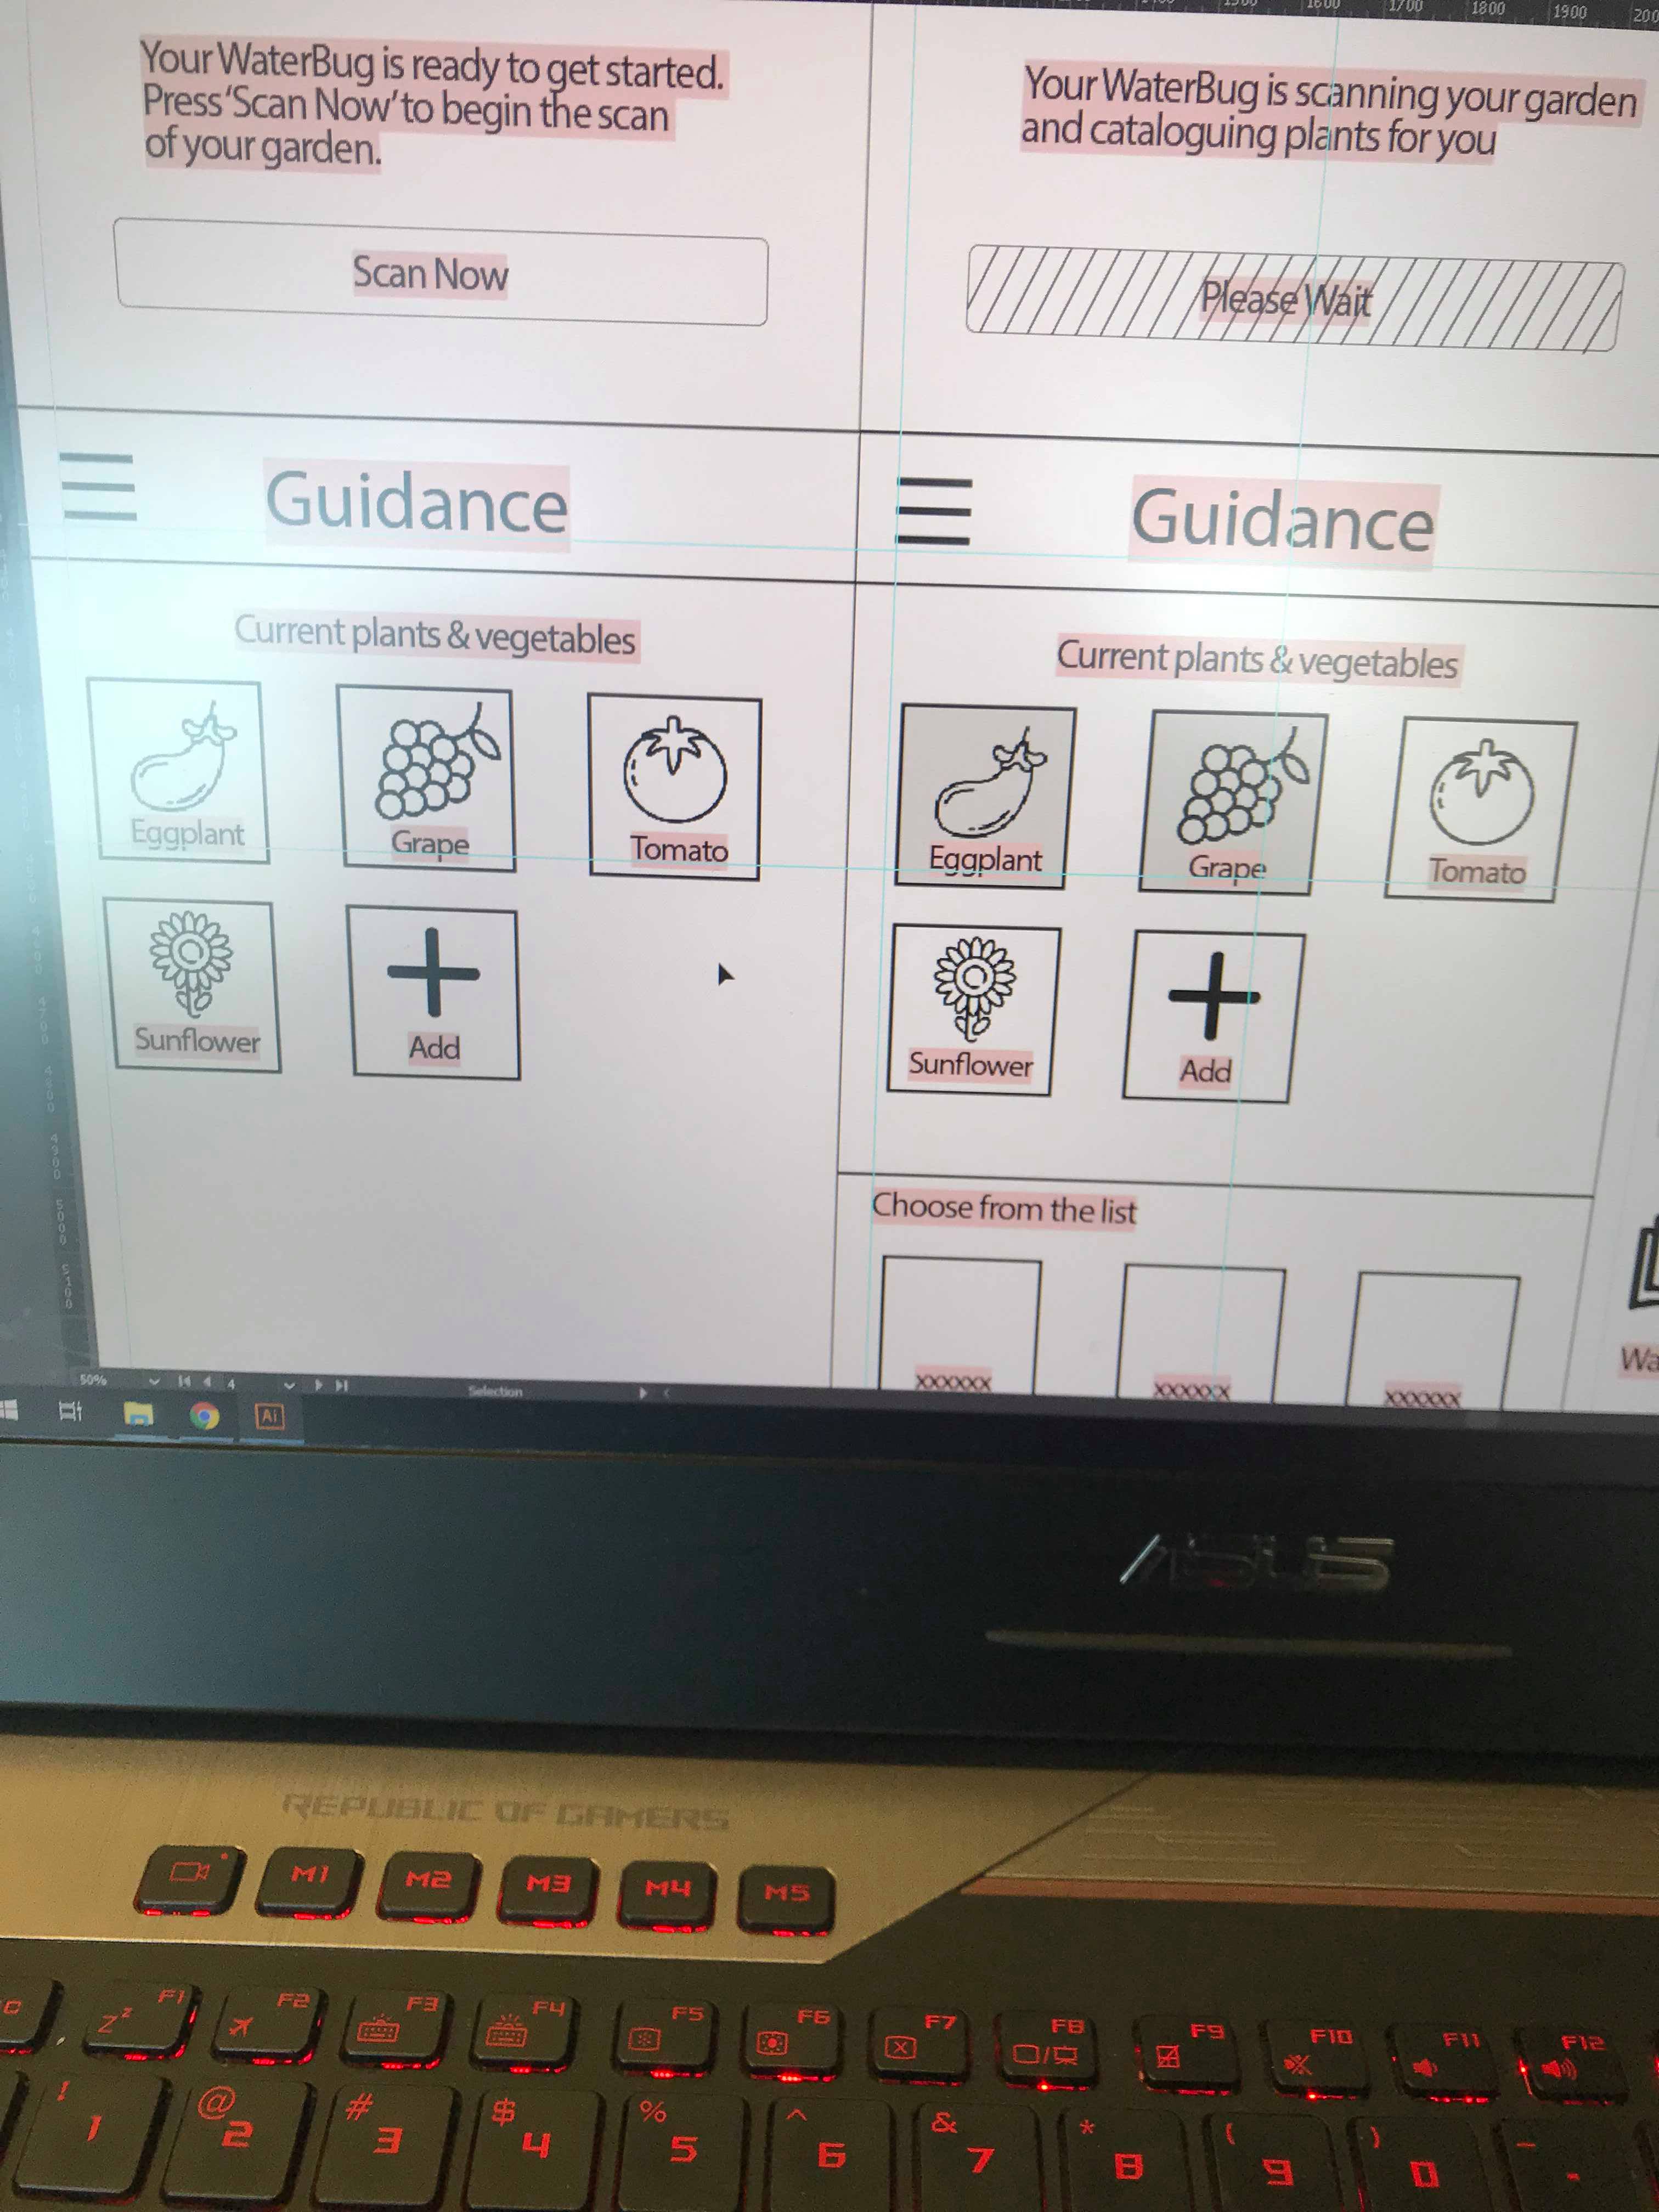 1700
1800
1900
Your WaterBug is ready to get started.
Press 'Scan Now' to begin the scan
of your garden.
Scan Now
Your WaterBug is scanning your garden
and cataloguing plants for you
Please Wait
Guidance
Current plants & vegetables
Eggplant
Grape
Tomato
Sunflower
Add
Guidance
Current plants & vegetables
Eggplant
Grape
Tomato
Sunflower
Add
Choose from the list
xxxxxx
xxxxxx
xxxxxx
50%
4
Selection
Ai
ASUS
REPUBLIC OF GAMERS
M1 M2 M3 M4 M5
F1 F2 F3 F4 F5 F6 F7 F8 F9 F10 F11 F12
! @ # $ % ^ & * ( ) _
1 2 3 4 5 6 7 8 9 0 -